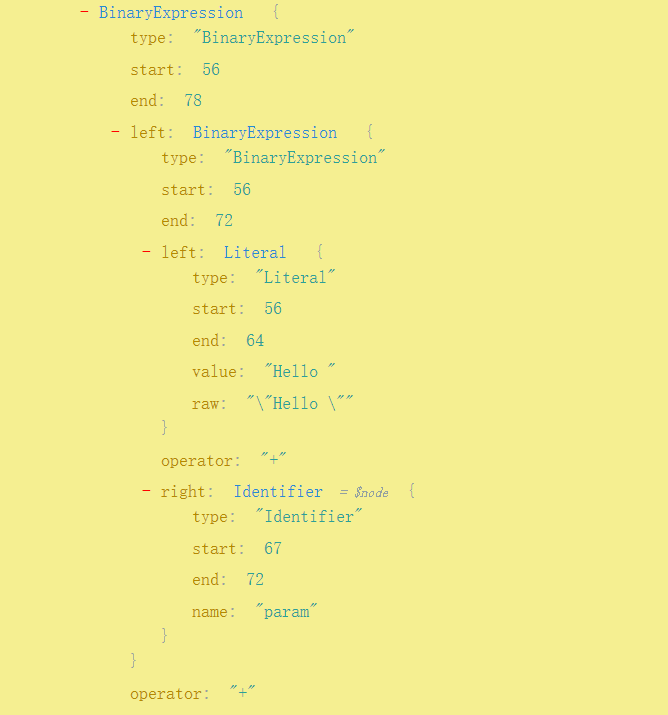 - BinaryExpression {
type: "BinaryExpression"
start: 56
end: 78
- left: BinaryExpression {
type: "BinaryExpression"
start: 56
end: 72
- left: Literal {
type: "Literal"
start: 56
end: 64
value: "Hello "
raw: "\"Hello \""
}
operator: "+"
- right: Identifier = $node {
type: "Identifier"
start: 67
end: 72
name: "param"
}
}
operator: "+"